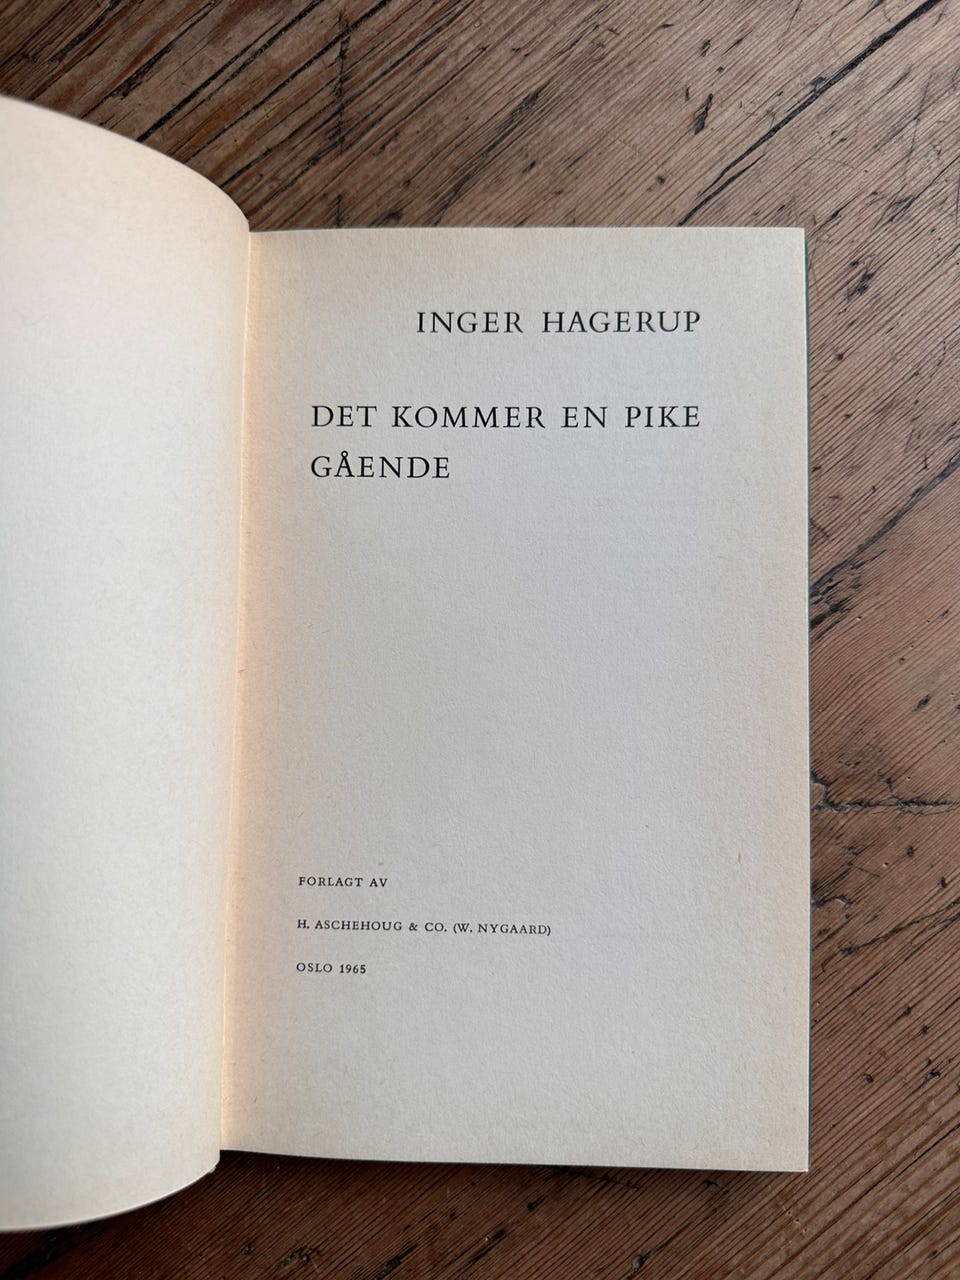 INGER HAGERUP
DET KOMMER EN PIKE
GÅENDE
FORLAGT AV
H. ASCHEHOUG & CO. (W. NYGAARD)
OSLO 1965